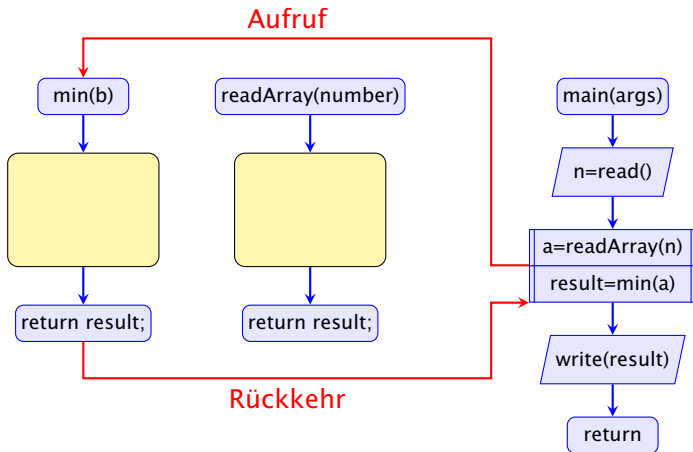 Aufruf
min(b)
readArray(number)
main(args)
n=read()
a=readArray(n)
result=min(a)
return result;
return result;
write(result)
Rückkehr
return